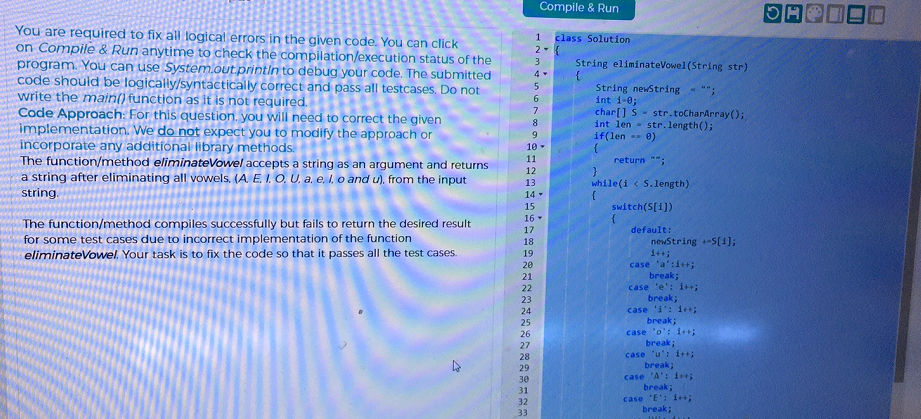 Compile & Run
You are required to fix all logical errors in the given code. You can click
on Compile & Run anytime to check the compilation/execution status of the
program. You can use System.out.println to debug your code. The submitted
code should be logically/syntactically correct and pass all testcases. Do not
write the main() function as it is not required.
Code Approach: For this question, you will need to correct the given
implementation. We do not expect you to modify the approach or
incorporate any additional library methods.
The function/method eliminateVowel accepts a string as an argument and returns
a string after eliminating all vowels, (A, E, I, O, U, a, e, I, o and u), from the input
string.
The function/method compiles successfully but fails to return the desired result
for some test cases due to incorrect implementation of the function
eliminateVowel. Your task is to fix the code so that it passes all the test cases.
1 class Solution
2 {
3 String eliminateVowel(String str)
4 {
5 String newString = "";
6 int i=0;
7 char[] S = str.toCharArray();
8 int len = str.length();
9 if(len == 0)
10 {
11 return "";
12 }
13 while(i < S.length)
14 {
15 switch(S[i])
16 {
17 default:
18 newString +=S[i];
19 i++;
20 case 'a':i++;
21 break;
22 case 'e': i++;
23 break;
24 case 'i': i++;
25 break;
26 case 'o': i++;
27 break;
28 case 'u': i++;
29 break;
30 case 'A': i++;
31 break;
32 case 'E': i++;
33 break;